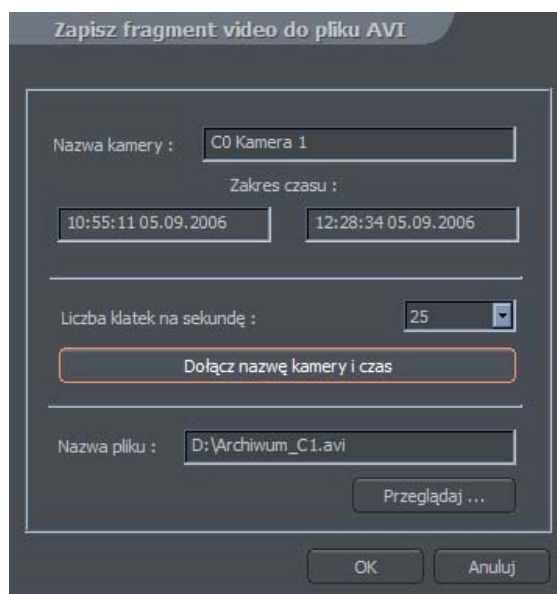 Zapisz fragment video do pliku AVI
Nazwa kamery : C0 Kamera 1
Zakres czasu :
10:55:11 05.09.2006 12:28:34 05.09.2006
Liczba klatek na sekundę : 25
Dołącz nazwę kamery i czas
Nazwa pliku : D:\Archiwum_C1.avi
Przeglądaj ...
OK Anuluj